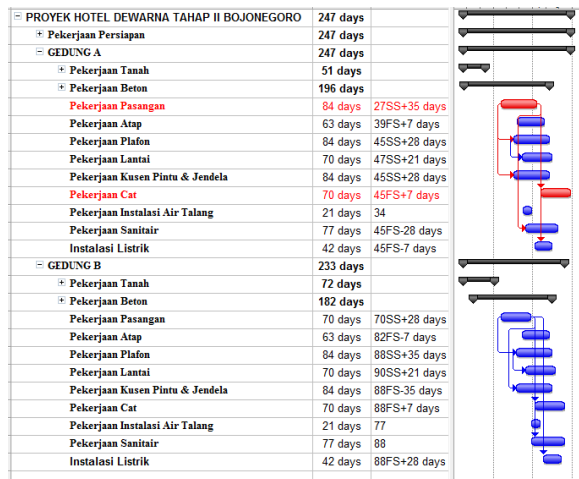 PROYEK HOTEL DEWARNA TAHAP II BOJONEGORO 247 days
Pekerjaan Persiapan 247 days
GEDUNG A 247 days
Pekerjaan Tanah 51 days
Pekerjaan Beton 196 days
Pekerjaan Pasangan 84 days 27SS+35 days
Pekerjaan Atap 63 days 39FS+7 days
Pekerjaan Plafon 84 days 45SS+28 days
Pekerjaan Lantai 70 days 47SS+21 days
Pekerjaan Kusen Pintu & Jendela 84 days 45SS+28 days
Pekerjaan Cat 70 days 45FS+7 days
Pekerjaan Instalasi Air Talang 21 days 34
Pekerjaan Sanitair 77 days 45FS-28 days
Instalasi Listrik 42 days 45FS-7 days
GEDUNG B 233 days
Pekerjaan Tanah 72 days
Pekerjaan Beton 182 days
Pekerjaan Pasangan 70 days 70SS+28 days
Pekerjaan Atap 63 days 82FS-7 days
Pekerjaan Plafon 84 days 88SS+35 days
Pekerjaan Lantai 70 days 90SS+21 days
Pekerjaan Kusen Pintu & Jendela 84 days 88FS-35 days
Pekerjaan Cat 70 days 88FS+7 days
Pekerjaan Instalasi Air Talang 21 days 77
Pekerjaan Sanitair 77 days 88
Instalasi Listrik 42 days 88FS+28 days